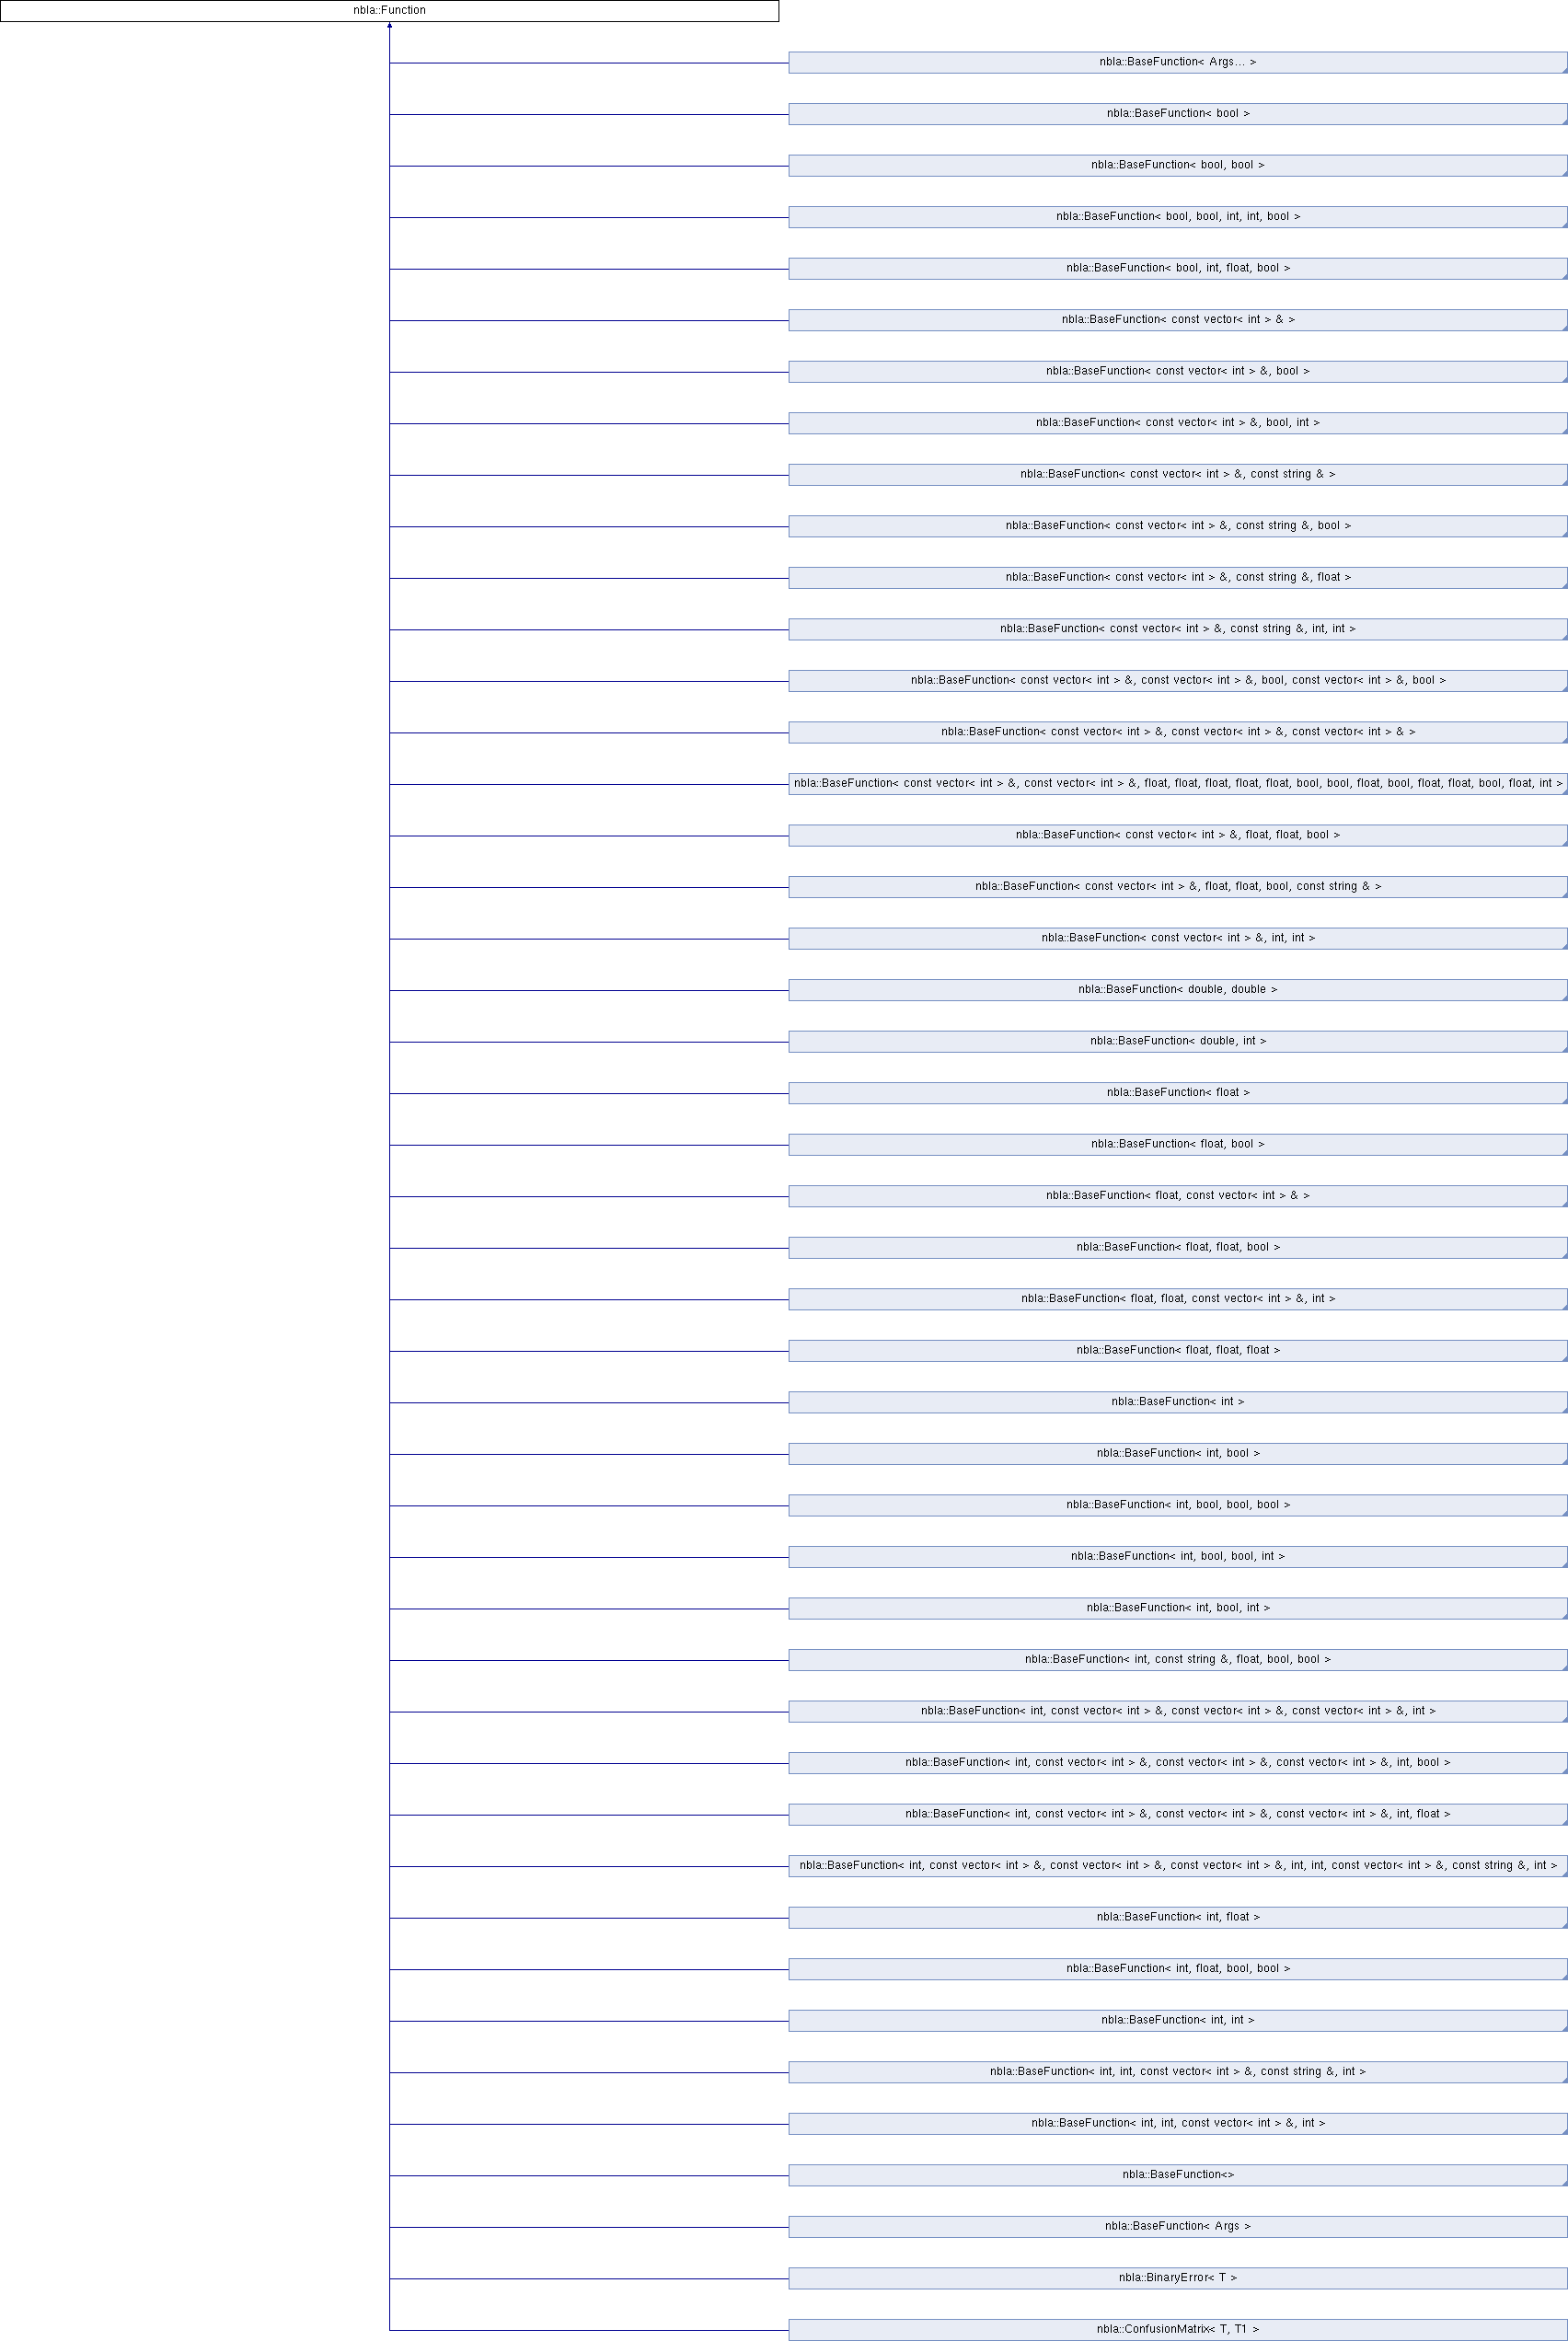 nbla::Function
nbla::BaseFunction< Args... >
nbla::BaseFunction< bool >
nbla::BaseFunction< bool, bool >
nbla::BaseFunction< bool, bool, int, int, bool >
nbla::BaseFunction< bool, int, float, bool >
nbla::BaseFunction< const vector< int > & >
nbla::BaseFunction< const vector< int > &, bool >
nbla::BaseFunction< const vector< int > &, bool, int >
nbla::BaseFunction< const vector< int > &, const string & >
nbla::BaseFunction< const vector< int > &, const string &, bool >
nbla::BaseFunction< const vector< int > &, const string &, float >
nbla::BaseFunction< const vector< int > &, const string &, int, int >
nbla::BaseFunction< const vector< int > &, const vector< int > &, bool, const vector< int > &, bool >
nbla::BaseFunction< const vector< int > &, const vector< int > &, const vector< int > & >
nbla::BaseFunction< const vector< int > &, const vector< int > &, float, float, float, float, float, bool, bool, float, bool, float, float, bool, float, int >
nbla::BaseFunction< const vector< int > &, float, float, bool >
nbla::BaseFunction< const vector< int > &, float, float, bool, const string & >
nbla::BaseFunction< const vector< int > &, int, int >
nbla::BaseFunction< double, double >
nbla::BaseFunction< double, int >
nbla::BaseFunction< float >
nbla::BaseFunction< float, bool >
nbla::BaseFunction< float, const vector< int > & >
nbla::BaseFunction< float, float, bool >
nbla::BaseFunction< float, float, const vector< int > &, int >
nbla::BaseFunction< float, float, float >
nbla::BaseFunction< int >
nbla::BaseFunction< int, bool >
nbla::BaseFunction< int, bool, bool, bool >
nbla::BaseFunction< int, bool, bool, int >
nbla::BaseFunction< int, bool, int >
nbla::BaseFunction< int, const string &, float, bool, bool >
nbla::BaseFunction< int, const vector< int > &, const vector< int > &, const vector< int > &, int >
nbla::BaseFunction< int, const vector< int > &, const vector< int > &, const vector< int > &, int, bool >
nbla::BaseFunction< int, const vector< int > &, const vector< int > &, const vector< int > &, int, float >
nbla::BaseFunction< int, const vector< int > &, const vector< int > &, const vector< int > &, int, int, const vector< int > &, const string &, int >
nbla::BaseFunction< int, float >
nbla::BaseFunction< int, float, bool, bool >
nbla::BaseFunction< int, int >
nbla::BaseFunction< int, int, const vector< int > &, const string &, int >
nbla::BaseFunction< int, int, const vector< int > &, int >
nbla::BaseFunction<>
nbla::BaseFunction< Args >
nbla::BinaryError< T >
nbla::ConfusionMatrix< T, T1 >